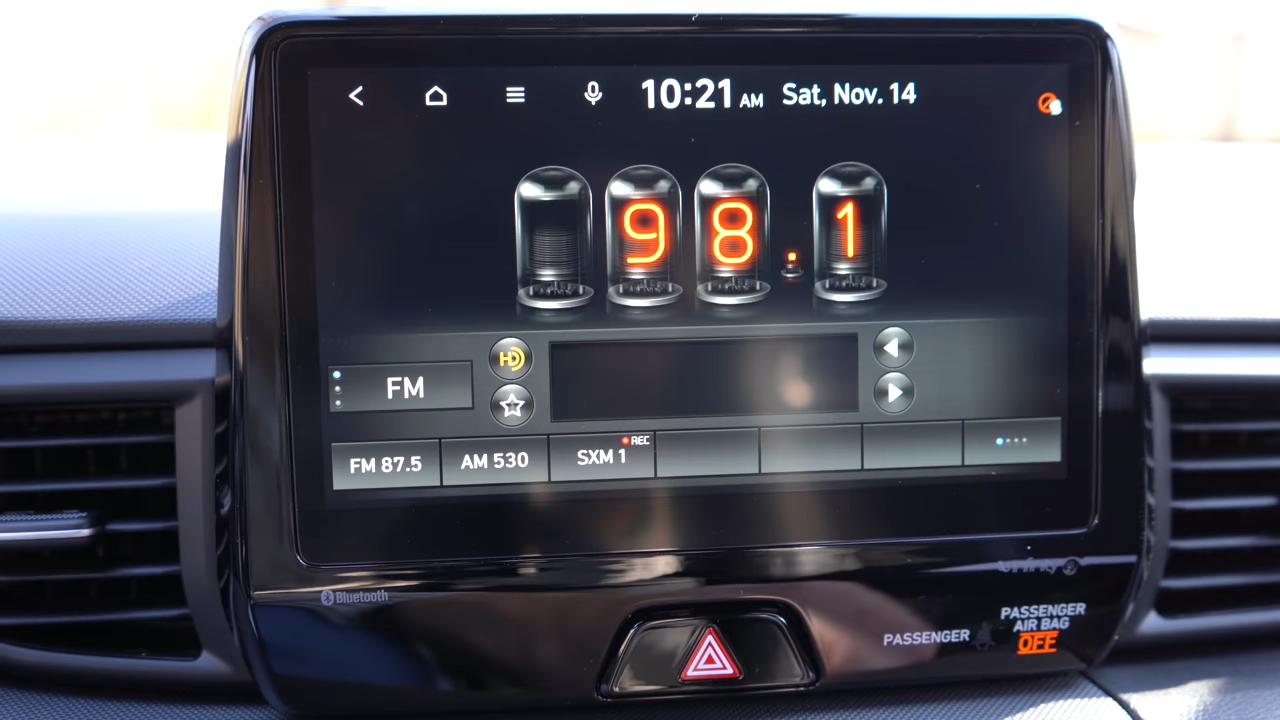 10:21 AM Sat, Nov. 14
98.1
HD
FM
REC
FM 87.5
AM 530
SXM 1
Bluetooth
PASSENGER
PASSENGER
AIR BAG
OFF